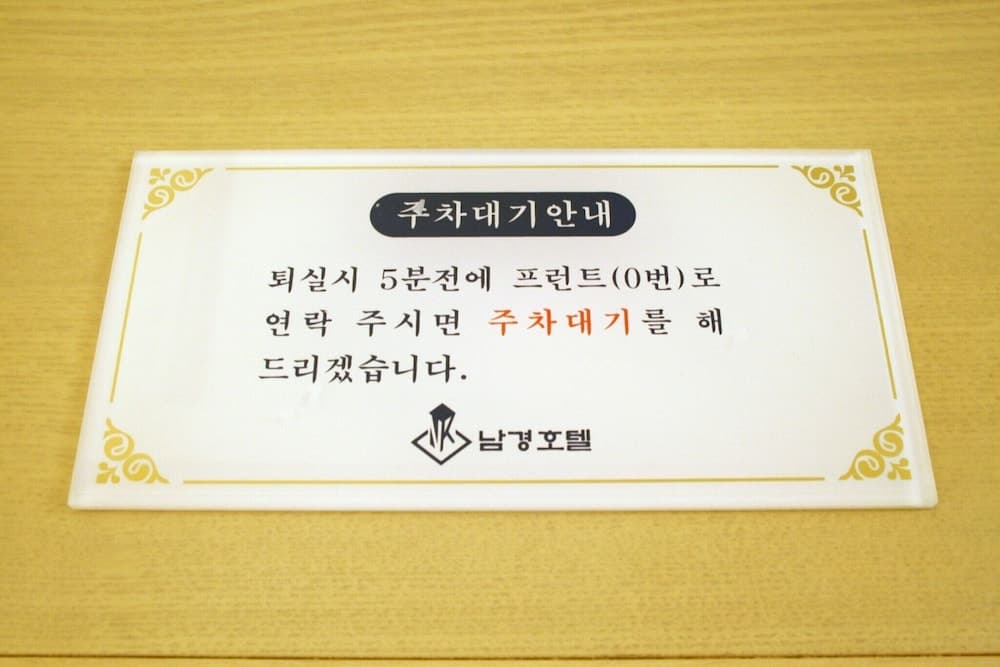 주차대기안내
퇴실시 5분전에 프런트(0번)로
연락 주시면 주차대기를 해
드리겠습니다.
NK 남경호텔